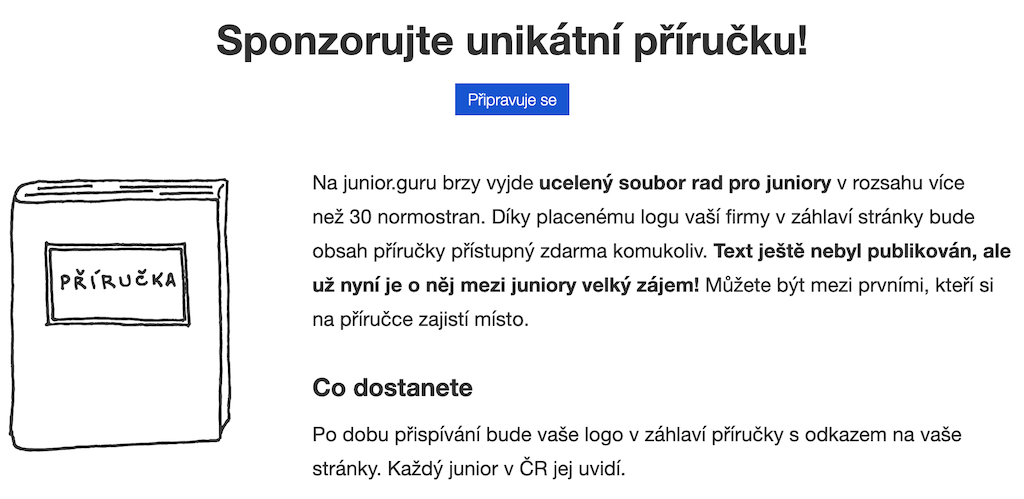 Sponzorujte unikátní příručku!
Připravuje se
PŘÍRUČKA
Na junior.guru brzy vyjde ucelený soubor rad pro juniory v rozsahu více
než 30 normostran. Díky placenému logu vaší firmy v záhlaví stránky bude
obsah příručky přístupný zdarma komukoliv. Text ještě nebyl publikován, ale
už nyní je o něj mezi juniory velký zájem! Můžete být mezi prvními, kteří si
na příručce zajistí místo.
Co dostanete
Po dobu přispívání bude vaše logo v záhlaví příručky s odkazem na vaše
stránky. Každý junior v ČR jej uvidí.